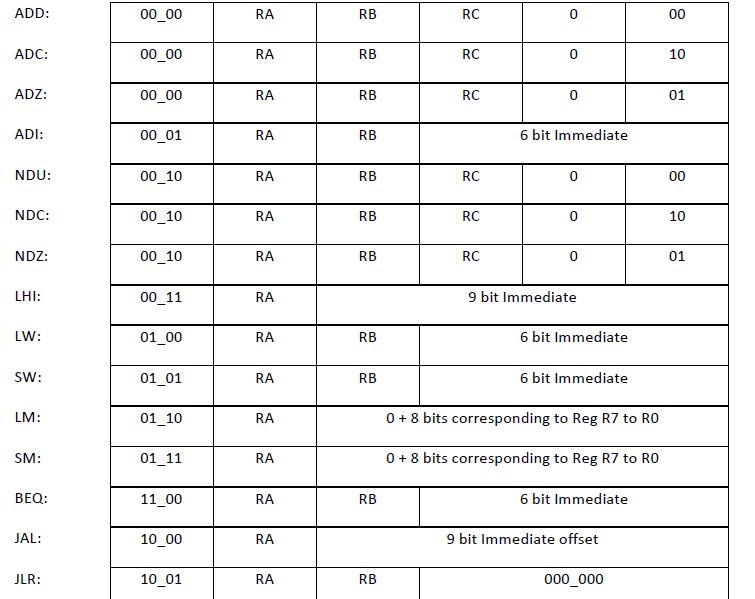 ADD: 00_00 RA RB RC 0 00
ADC: 00_00 RA RB RC 0 10
ADZ: 00_00 RA RB RC 0 01
ADI: 00_01 RA RB 6 bit Immediate
NDU: 00_10 RA RB RC 0 00
NDC: 00_10 RA RB RC 0 10
NDZ: 00_10 RA RB RC 0 01
LHI: 00_11 RA 9 bit Immediate
LW: 01_00 RA RB 6 bit Immediate
SW: 01_01 RA RB 6 bit Immediate
LM: 01_10 RA 0 + 8 bits corresponding to Reg R7 to R0
SM: 01_11 RA 0 + 8 bits corresponding to Reg R7 to R0
BEQ: 11_00 RA RB 6 bit Immediate
JAL: 10_00 RA 9 bit Immediate offset
JLR: 10_01 RA RB 000_000